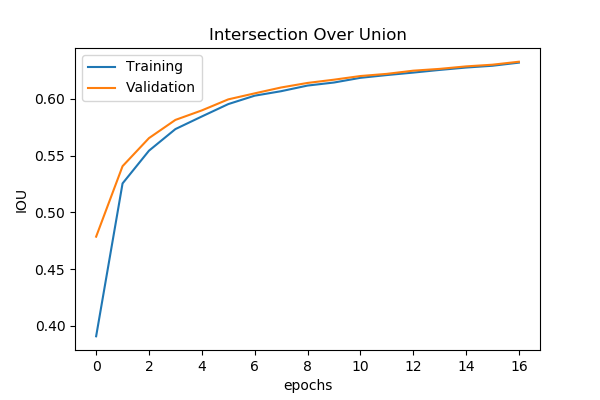 Intersection Over Union
Training
Validation
0.60
0.55
0.50
0.45
0.40
IOU
0 2 4 6 8 10 12 14 16
epochs